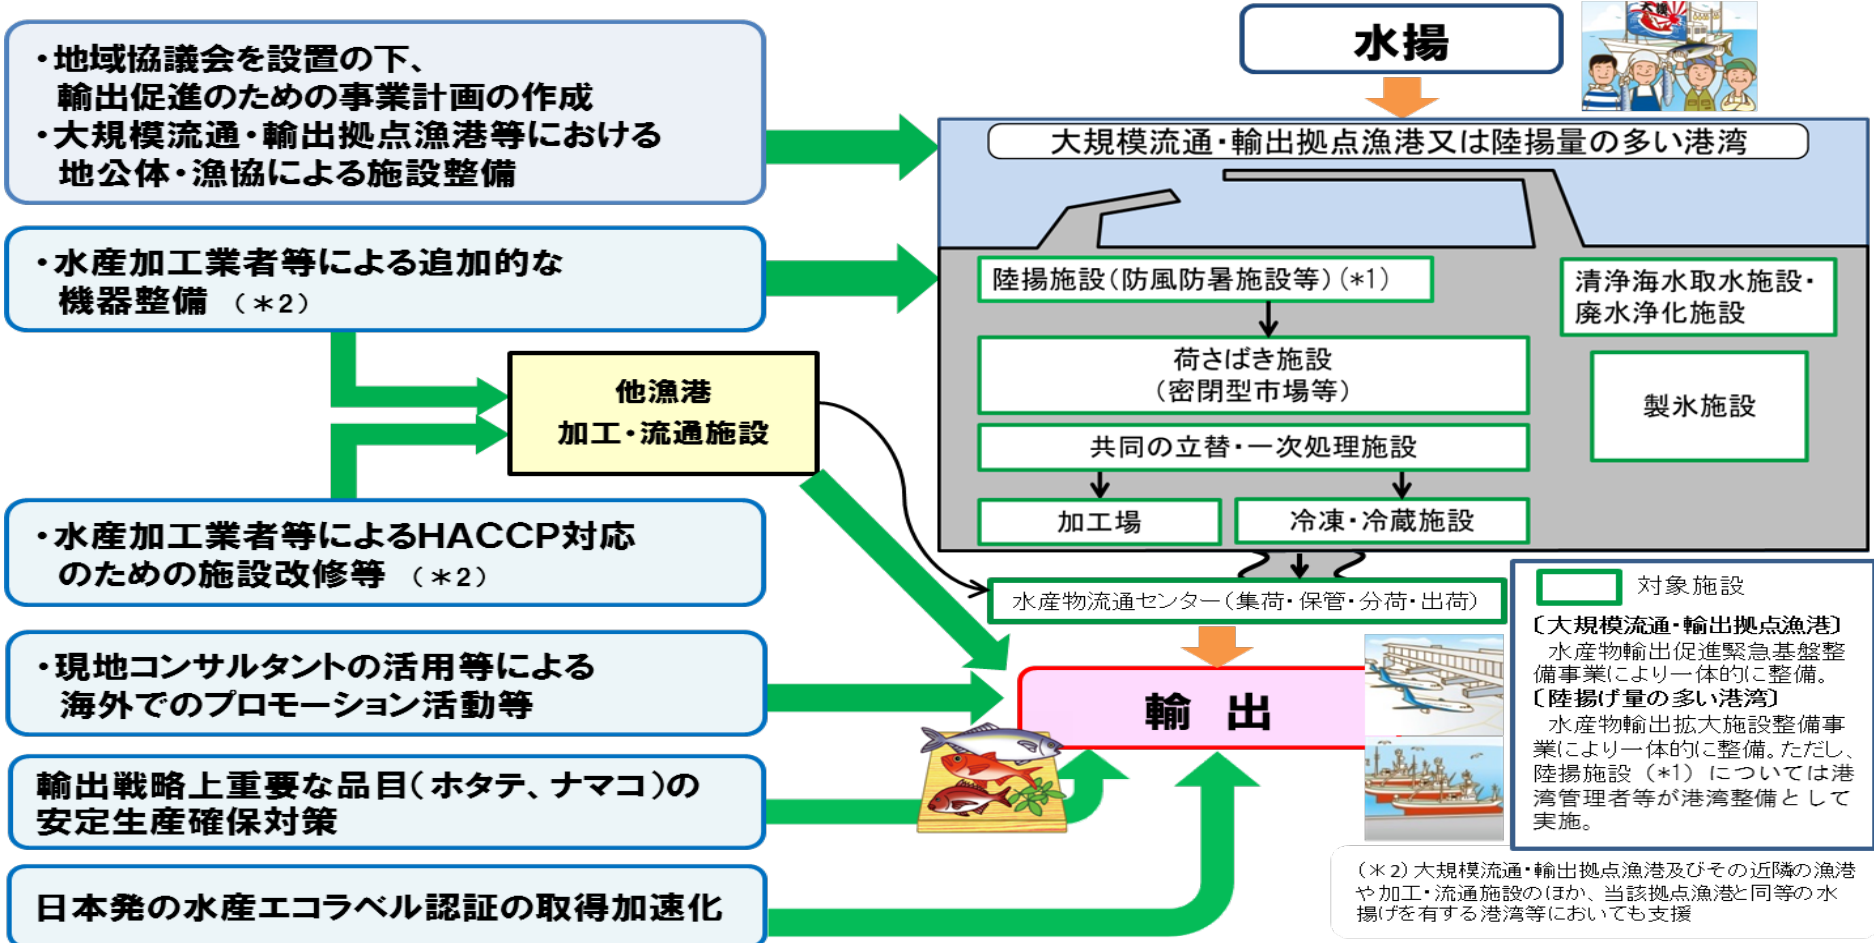 ・地域協議会を設置の下、
輸出促進のための事業計画の作成
・大規模流通・輸出拠点漁港等における
地公体・漁協による施設整備
・水産加工業者等による追加的な
機器整備 （＊2）
他漁港
加工・流通施設
・水産加工業者等によるHACCP対応
のための施設改修等 （＊2）
・現地コンサルタントの活用等による
海外でのプロモーション活動等
輸出戦略上重要な品目（ホタテ、ナマコ）の
安定生産確保対策
日本発の水産エコラベル認証の取得加速化
水揚
大漁
大規模流通・輸出拠点漁港又は陸揚量の多い港湾
陸揚施設（防風防暑施設等）（*1）
荷さばき施設
（密閉型市場等）
共同の立替・一次処理施設
加工場
冷凍・冷蔵施設
清浄海水取水施設・
廃水浄化施設
製氷施設
水産物流通センター（集荷・保管・分荷・出荷）
輸 出
対象施設
〔大規模流通・輸出拠点漁港〕
水産物輸出促進緊急基盤整
備事業により一体的に整備。
〔陸揚げ量の多い港湾〕
水産物輸出拡大施設整備事
業により一体的に整備。ただし、
陸揚施設（*1）については港
湾管理者等が港湾整備として
実施。
（＊2）大規模流通・輸出拠点漁港及びその近隣の漁港
や加工・流通施設のほか、当該拠点漁港と同等の水
揚げを有する港湾等においても支援